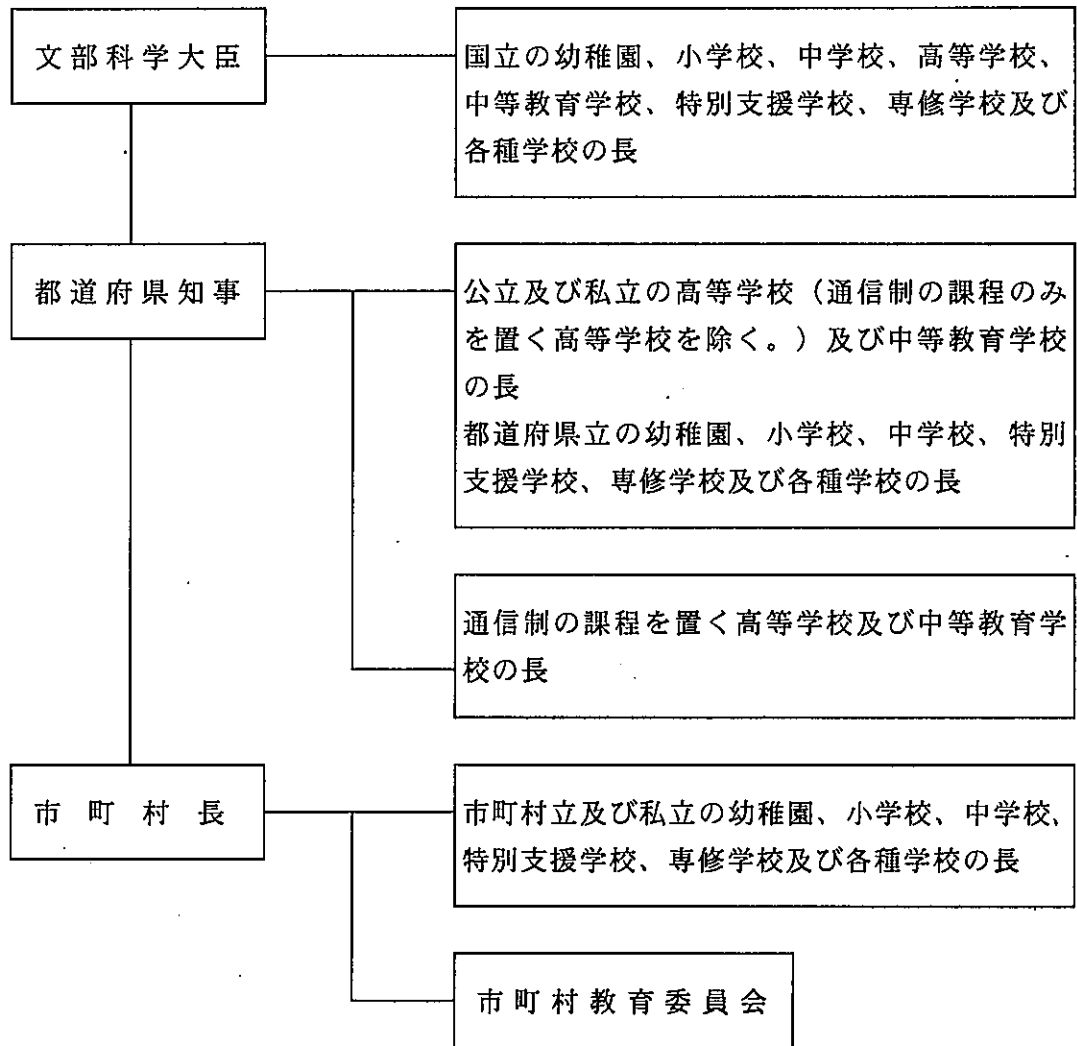 文部科学大臣
国立の幼稚園、小学校、中学校、高等学校、
中等教育学校、特別支援学校、専修学校及び
各種学校の長
都道府県知事
公立及び私立の高等学校（通信制の課程のみ
を置く高等学校を除く。）及び中等教育学校
の長
都道府県立の幼稚園、小学校、中学校、特別
支援学校、専修学校及び各種学校の長
通信制の課程を置く高等学校及び中等教育学
校の長
市町村長
市町村立及び私立の幼稚園、小学校、中学校、
特別支援学校、専修学校及び各種学校の長
市町村教育委員会